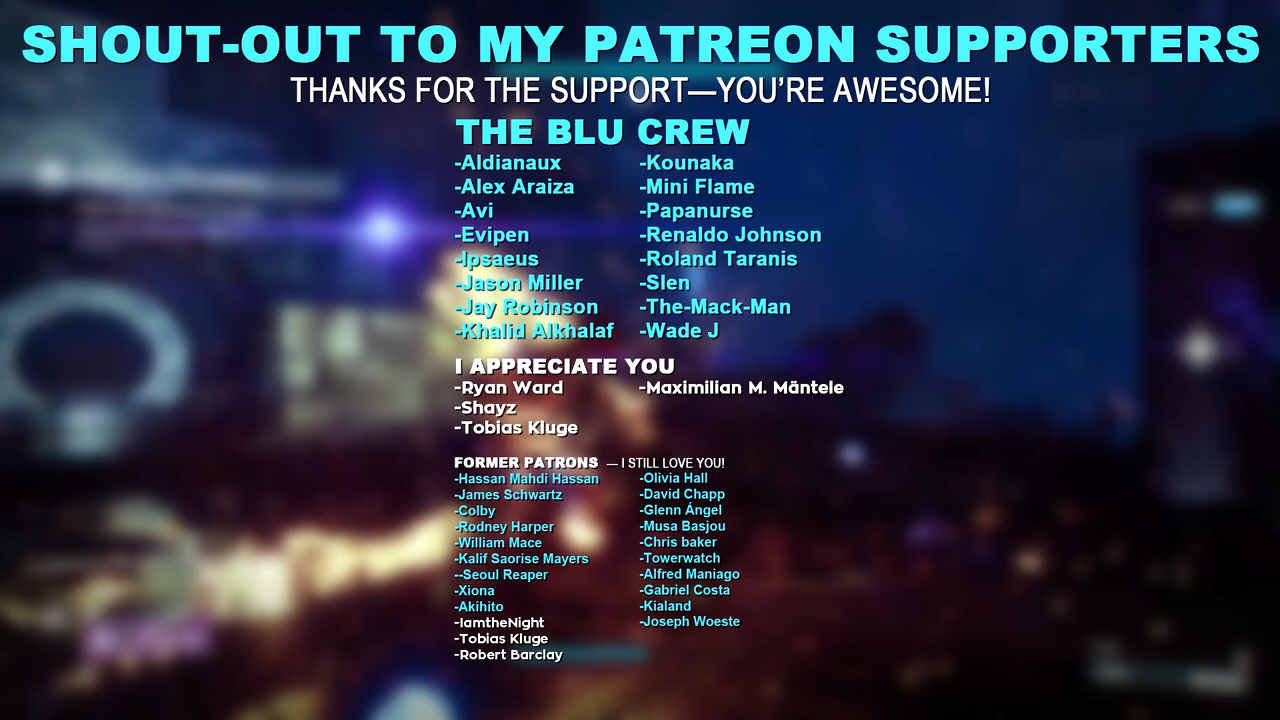 SHOUT-OUT TO MY PATREON SUPPORTERS
THANKS FOR THE SUPPORT—YOU'RE AWESOME!
THE BLU CREW
-Aldianaux
-Alex Araiza
-Avi
-Evipen
-Ipsaeus
-Jason Miller
-Jay Robinson
-Khalid Alkhalaf
-Kounaka
-Mini Flame
-Papanurse
-Renaldo Johnson
-Roland Taranis
-Slen
-The-Mack-Man
-Wade J
I APPRECIATE YOU
-Ryan Ward
-Shayz
-Tobias Kluge
-Maximilian M. Mäntele
FORMER PATRONS — I STILL LOVE YOU!
-Hassan Mahdi Hassan
-James Schwartz
-Colby
-Rodney Harper
-William Mace
-Kalif Saorise Mayers
--Seoul Reaper
-Xiona
-Akihito
-IamtheNight
-Tobias Kluge
-Robert Barclay
-Olivia Hall
-David Chapp
-Glenn Ángel
-Musa Basjou
-Chris baker
-Towerwatch
-Alfred Maniago
-Gabriel Costa
-Kialand
-Joseph Woeste